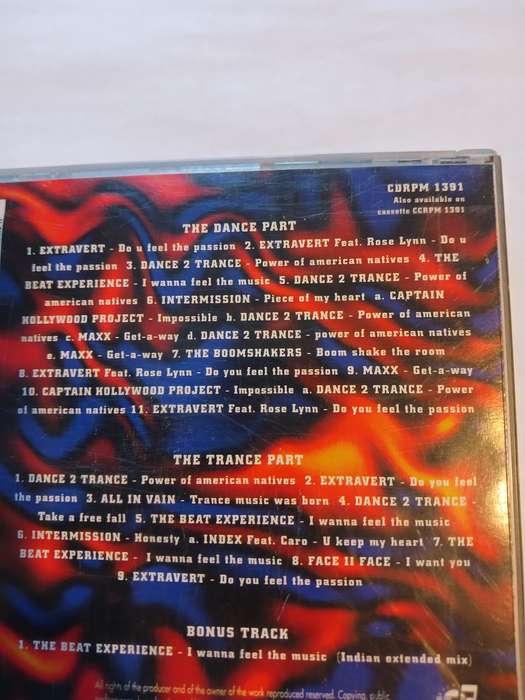 CDRPM 1391
Also available on
cassette CCRPM 1391
THE DANCE PART
1. EXTRAVERT - Do u feel the passion 2. EXTRAVERT Feat. Rose Lynn - Do u
feel the passion 3. DANCE 2 TRANCE - Power of american natives 4. THE
BEAT EXPERIENCE - I wanna feel the music 5. DANCE 2 TRANCE - Power of
american natives 6. INTERMISSION - Piece of my heart a. CAPTAIN
HOLLYWOOD PROJECT - Impossible b. DANCE 2 TRANCE - Power of american
natives c. MAXX - Get-a-way d. DANCE 2 TRANCE - power of american natives
e. MAXX - Get-a-way 7. THE BOOMSHAKERS - Boom shake the room
8. EXTRAVERT Feat. Rose Lynn - Do you feel the passion 9. MAXX - Get-a-way
10. CAPTAIN HOLLYWOOD PROJECT - Impossible a. DANCE 2 TRANCE - Power
of american natives 11. EXTRAVERT Feat. Rose Lynn - Do you feel the passion
THE TRANCE PART
1. DANCE 2 TRANCE - Power of american natives 2. EXTRAVERT - Do you feel
the passion 3. ALL IN VAIN - Trance music was born 4. DANCE 2 TRANCE -
Take a free fall 5. THE BEAT EXPERIENCE - I wanna feel the music
6. INTERMISSION - Honesty a. INDEX Feat. Caro - U keep my heart 7. THE
BEAT EXPERIENCE - I wanna feel the music 8. FACE II FACE - I want you
9. EXTRAVERT - Do you feel the passion
BONUS TRACK
1. THE BEAT EXPERIENCE - I wanna feel the music (Indian extended mix)
All rights of the producer and of the owner of the work reproduced reserved. Copying, public